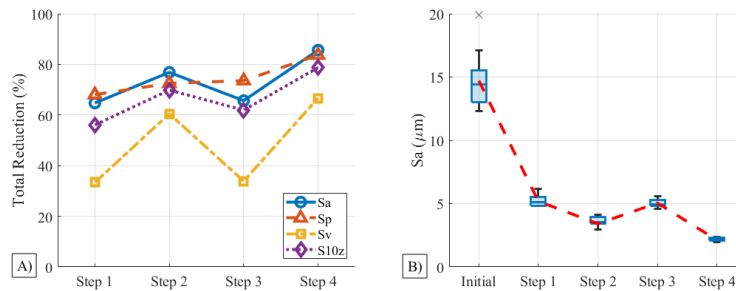 100
80
60
40
20
0
Total Reduction (%)
Step 1 Step 2 Step 3 Step 4
Sa
Sp
Sv
S10z
A)
20
15
10
5
0
Sa (μm)
Initial Step 1 Step 2 Step 3 Step 4
B)